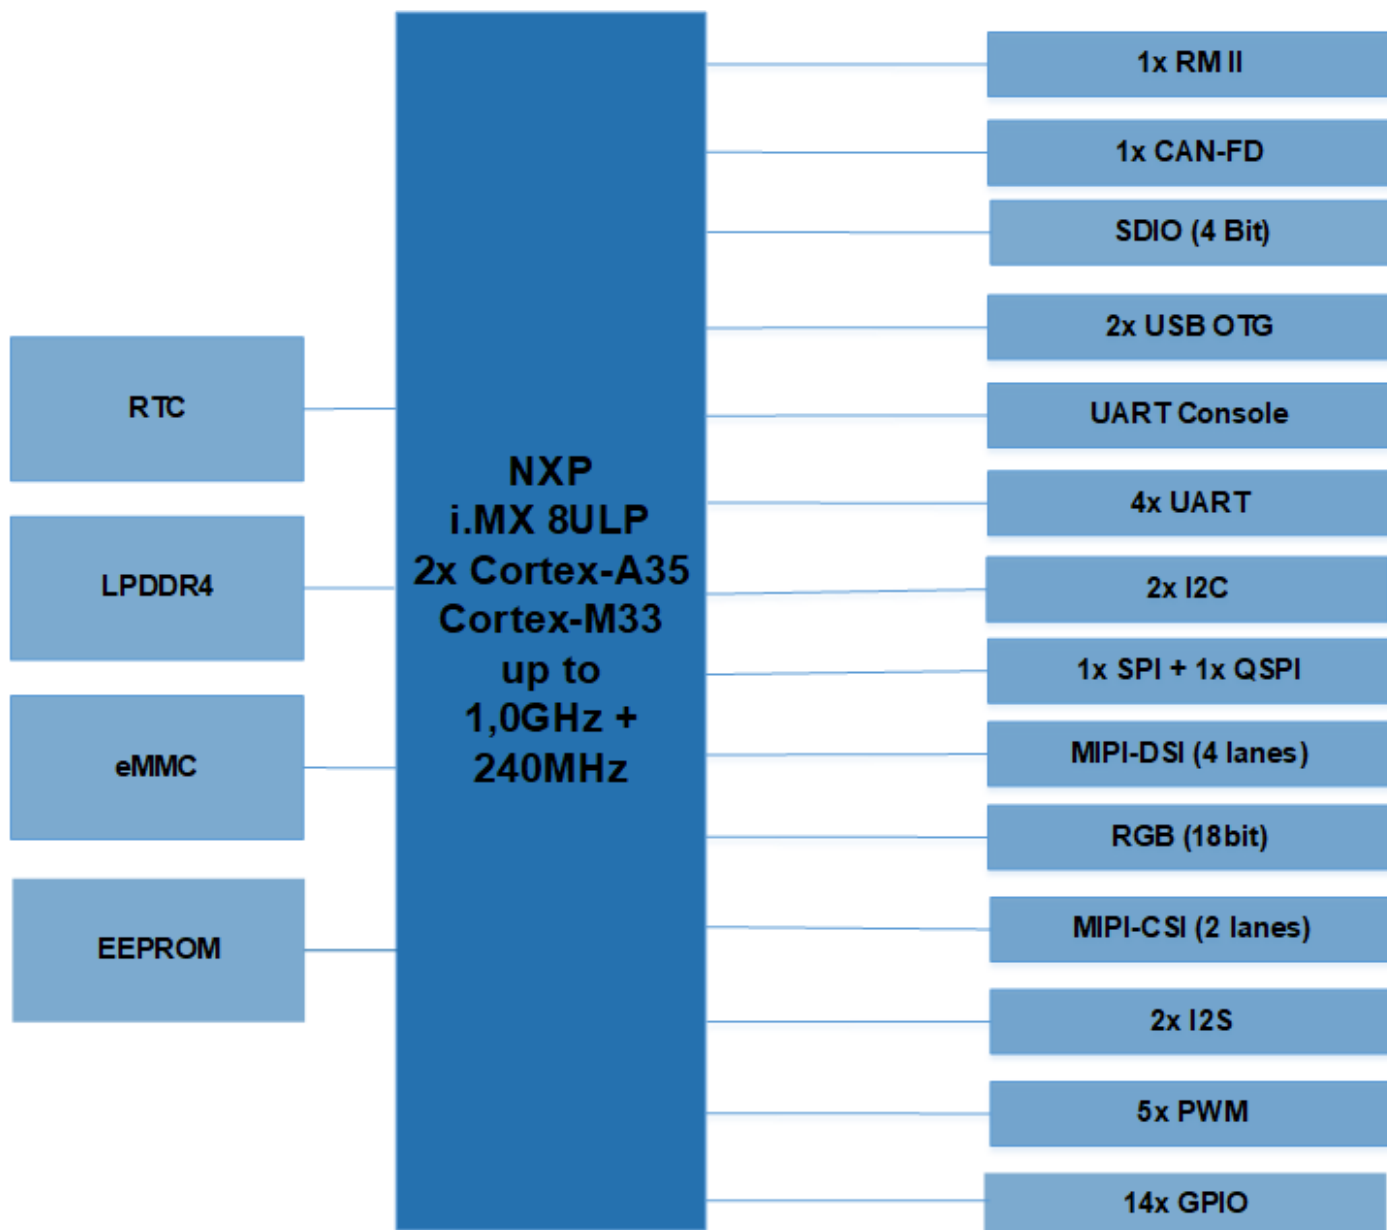 RTC
LPDDR4
eMMC
EEPROM
NXP
i.MX 8ULP
2x Cortex-A35
Cortex-M33
up to
1,0GHz +
240MHz
1x RMII
1x CAN-FD
SDIO (4 Bit)
2x USB OTG
UART Console
4x UART
2x I2C
1x SPI + 1x QSPI
MIPI-DSI (4 lanes)
RGB (18bit)
MIPI-CSI (2 lanes)
2x I2S
5x PWM
14x GPIO